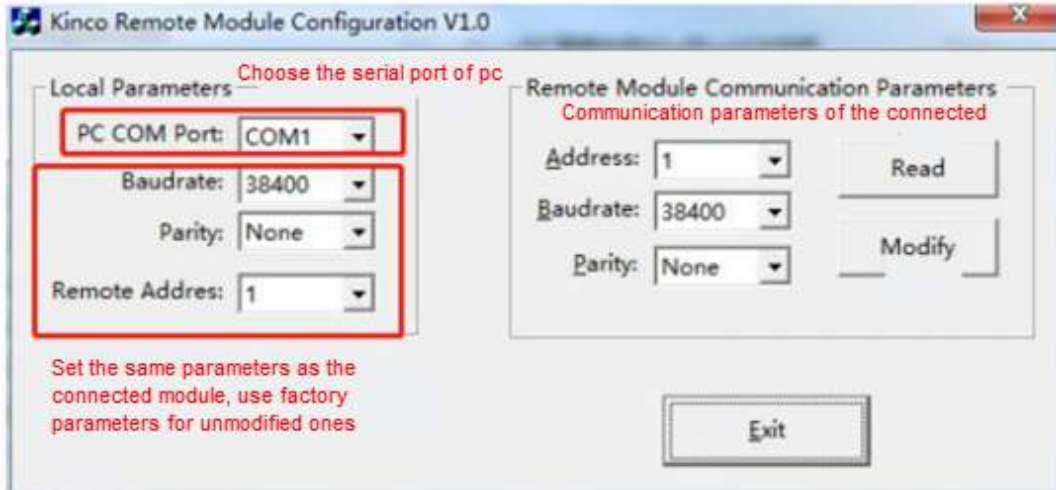 Kinco Remote Module Configuration V1.0
x
Choose the serial port of pc
Local Parameters
PC COM Port: COM1
Baudrate: 38400
Parity: None
Remote Addres: 1
Set the same parameters as the
connected module, use factory
parameters for unmodified ones
Remote Module Communication Parameters
Communication parameters of the connected
Address: 1
Baudrate: 38400
Parity: None
Read
Modify
Exit